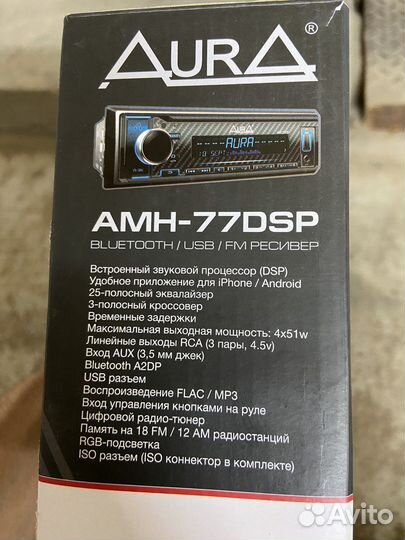 AURA®
AURA
AURA
AMH-77DSP
BLUETOOTH / USB / FM РЕСИВЕР
Встроенный звуковой процессор (DSP)
Удобное приложение для iPhone / Android
25-полосный эквалайзер
3-полосный кроссовер
Временные задержки
Максимальная выходная мощность: 4x51w
Линейные выходы RCA (3 пары, 4.5v)
Вход AUX (3,5 мм джек)
Bluetooth A2DP
USB разъем
Воспроизведение FLAC / MP3
Вход управления кнопками на руле
Цифровой радио-тюнер
Память на 18 FM / 12 AM радиостанций
RGB-подсветка
ISO разъем (ISO коннектор в комплекте)
Avito